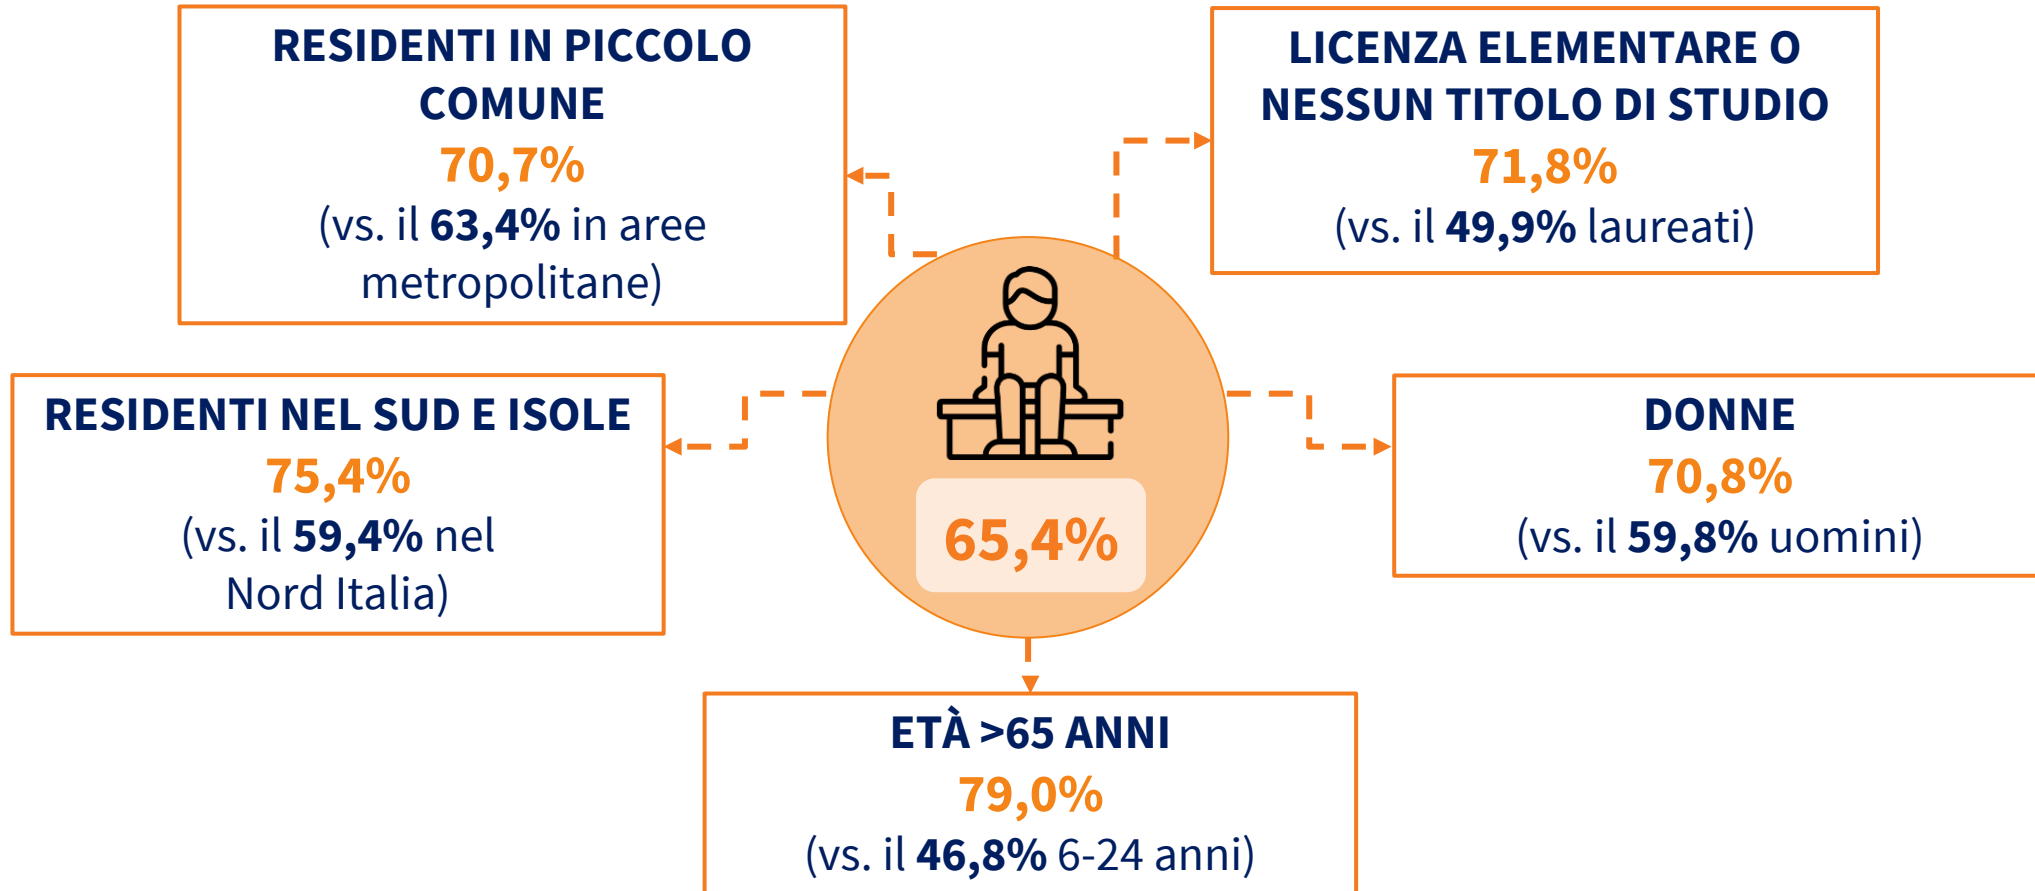 RESIDENTI IN PICCOLO
COMUNE
70,7%
(vs. il 63,4% in aree
metropolitane)
LICENZA ELEMENTARE O
NESSUN TITOLO DI STUDIO
71,8%
(vs. il 49,9% laureati)
RESIDENTI NEL SUD E ISOLE
75,4%
(vs. il 59,4% nel
Nord Italia)
65,4%
DONNE
70,8%
(vs. il 59,8% uomini)
ETÀ >65 ANNI
79,0%
(vs. il 46,8% 6-24 anni)